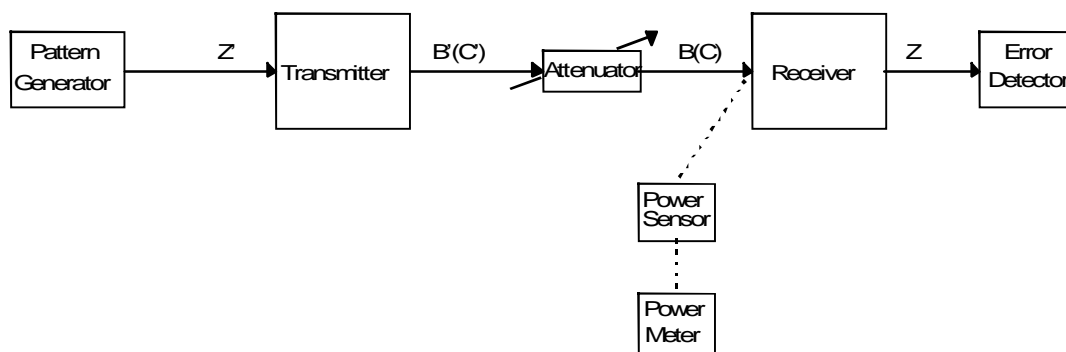 Pattern
Generator
Z'
Transmitter
B'(C')
Attenuator
B(C)
Receiver
Z
Error
Detector
Power
Sensor
Power
Meter